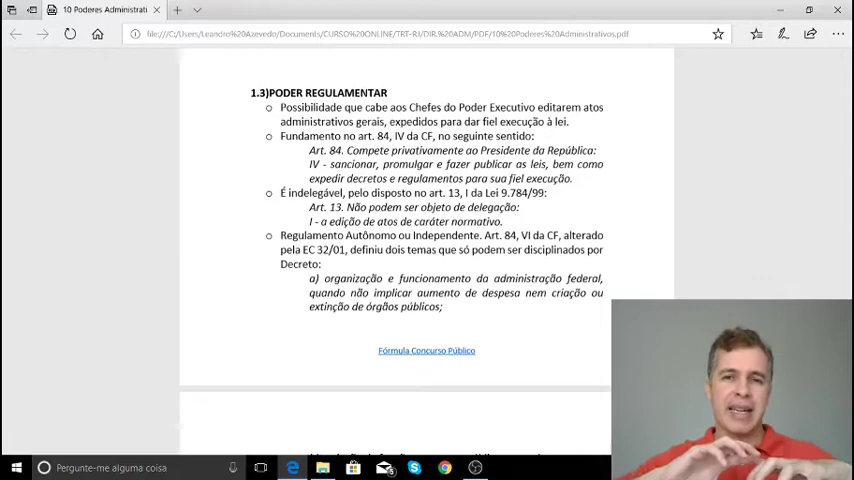 10 Poderes Administrati
file:///C:/Users/Leandro%20Azevedo/Documents/CURSO%20ONLINE/TRT-RJ/DIR.%20ADM/PDF/10%20Poderes%20Administrativos.pdf
1.3)PODER REGULAMENTAR
o Possibilidade que cabe aos Chefes do Poder Executivo editarem atos
administrativos gerais, expedidos para dar fiel execução à lei.
o Fundamento no art. 84, IV da CF, no seguinte sentido:
Art. 84. Compete privativamente ao Presidente da República:
IV - sancionar, promulgar e fazer publicar as leis, bem como
expedir decretos e regulamentos para sua fiel execução.
o É indelegável, pelo disposto no art. 13, I da Lei 9.784/99:
Art. 13. Não podem ser objeto de delegação:
I - a edição de atos de caráter normativo.
o Regulamento Autônomo ou Independente. Art. 84, VI da CF, alterado
pela EC 32/01, definiu dois temas que só podem ser disciplinados por
Decreto:
a) organização e funcionamento da administração federal,
quando não implicar aumento de despesa nem criação ou
extinção de órgãos públicos;
Fórmula Concurso Público
Pergunte-me alguma coisa